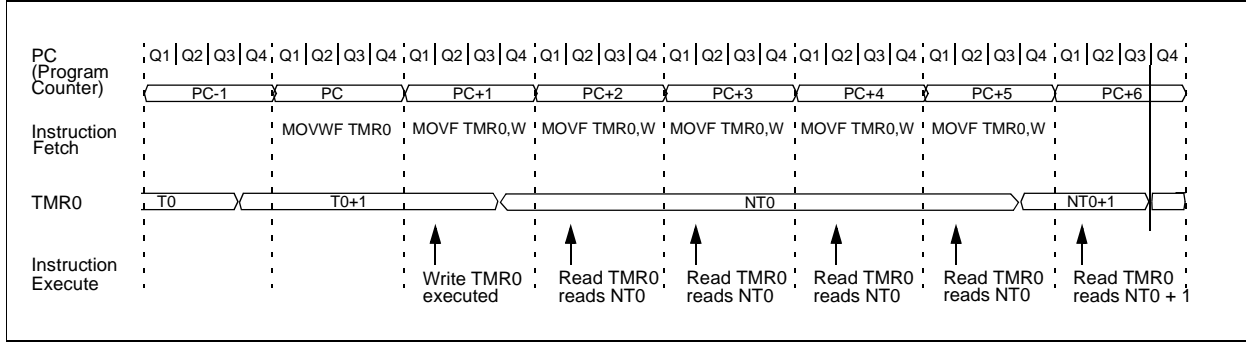 PC
(Program
Counter)
Q1 Q2 Q3 Q4 Q1 Q2 Q3 Q4 Q1 Q2 Q3 Q4 Q1 Q2 Q3 Q4 Q1 Q2 Q3 Q4 Q1 Q2 Q3 Q4 Q1 Q2 Q3 Q4 Q1 Q2 Q3 Q4
PC-1 PC PC+1 PC+2 PC+3 PC+4 PC+5 PC+6
Instruction
Fetch
MOVWF TMR0 MOVF TMR0,W MOVF TMR0,W MOVF TMR0,W MOVF TMR0,W MOVF TMR0,W
TMR0
T0 T0+1 NT0 NT0+1
Instruction
Execute
Write TMR0
executed
Read TMR0
reads NT0
Read TMR0
reads NT0
Read TMR0
reads NT0
Read TMR0
reads NT0
Read TMR0
reads NT0 + 1